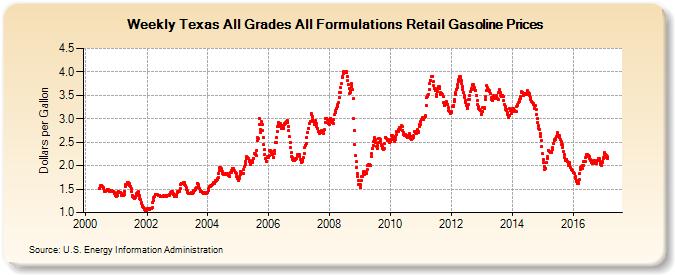 Weekly Texas All Grades All Formulations Retail Gasoline Prices
Dollars per Gallon
4.5
4.0
3.5
3.0
2.5
2.0
1.5
1.0
2000 2002 2004 2006 2008 2010 2012 2014 2016
Source: U.S. Energy Information Administration